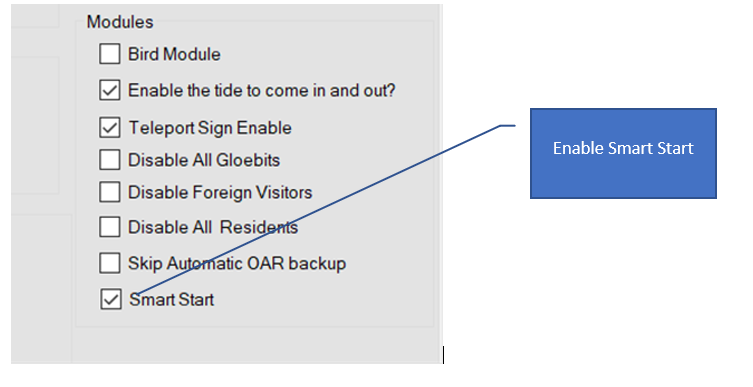 Modules
Bird Module
Enable the tide to come in and out?
Teleport Sign Enable
Disable All Gloebits
Disable Foreign Visitors
Disable All  Residents
Skip Automatic OAR backup
Smart Start
Enable Smart Start